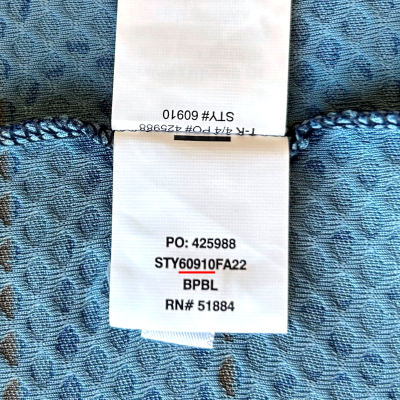 STY# 60910
T-K 4/4 PO# 425988
PO: 425988
STY60910FA22
BPBL
RN# 51884